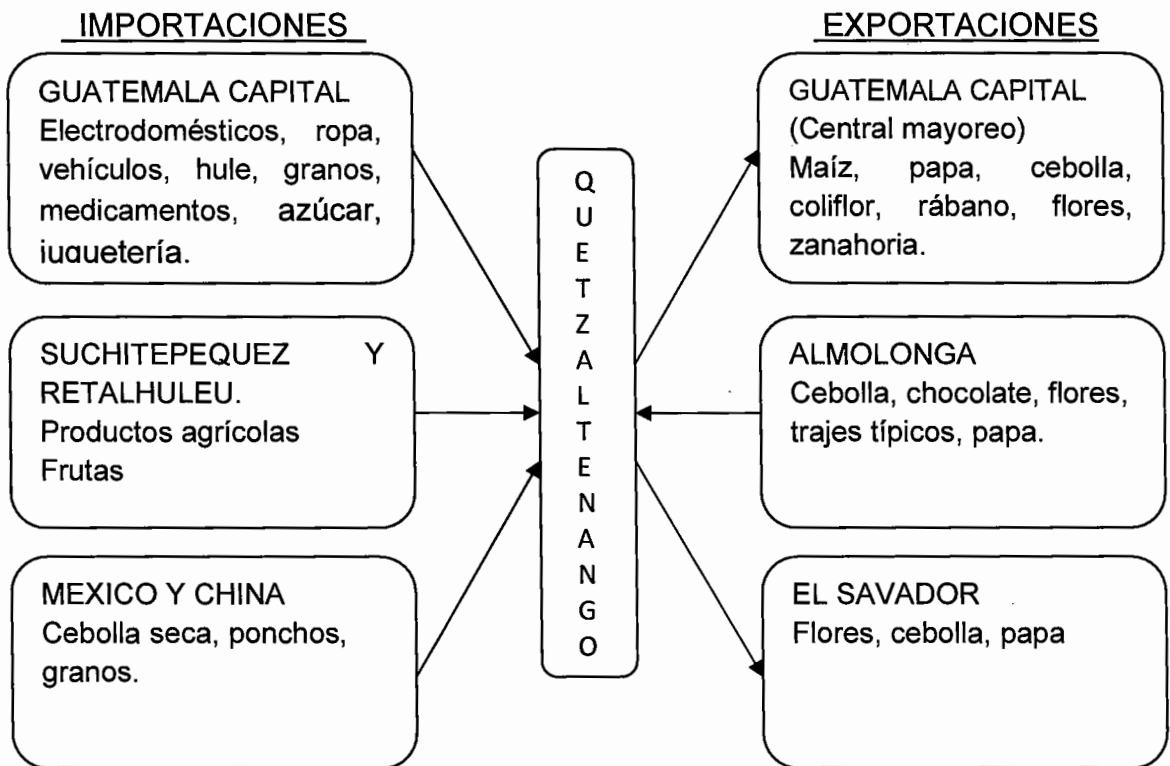 IMPORTACIONES
GUATEMALA CAPITAL
Electrodomésticos, ropa,
vehículos, hule, granos,
medicamentos, azúcar,
juguetería.
SUCHITEPEQUEZ Y
RETALHULEU.
Productos agrícolas
Frutas
MEXICO Y CHINA
Cebolla seca, ponchos,
granos.
QUETZALTENANGO
EXPORTACIONES
GUATEMALA CAPITAL
(Central mayoreo)
Maíz, papa, cebolla,
coliflor, rábano, flores,
zanahoria.
ALMOLONGA
Cebolla, chocolate, flores,
trajes típicos, papa.
EL SAVADOR
Flores, cebolla, papa